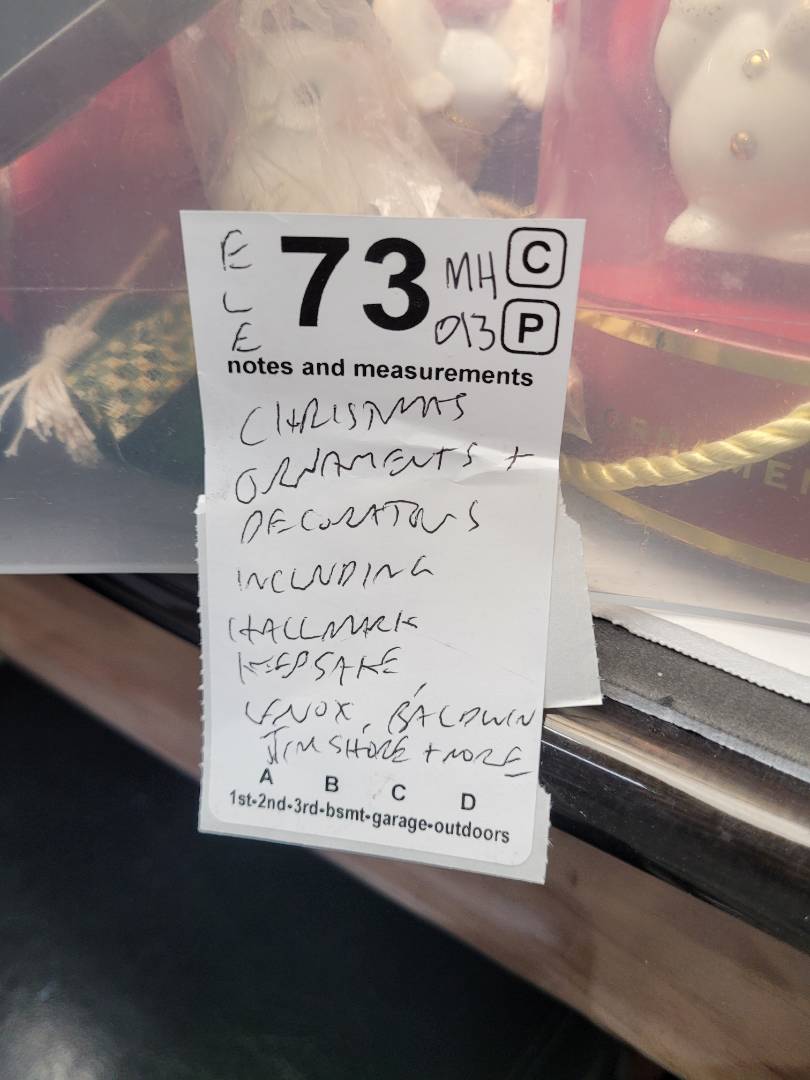 E L E 73 MH 013 C P
notes and measurements
CHRISTMAS
ORNAMENTS +
DECORATIONS
INCLUDING
HALLMARK
KEEPSAKE,
LENOX, BALDWIN
JIM SHORE + MORE
A B C D
1st-2nd-3rd-bsmt-garage-outdoors